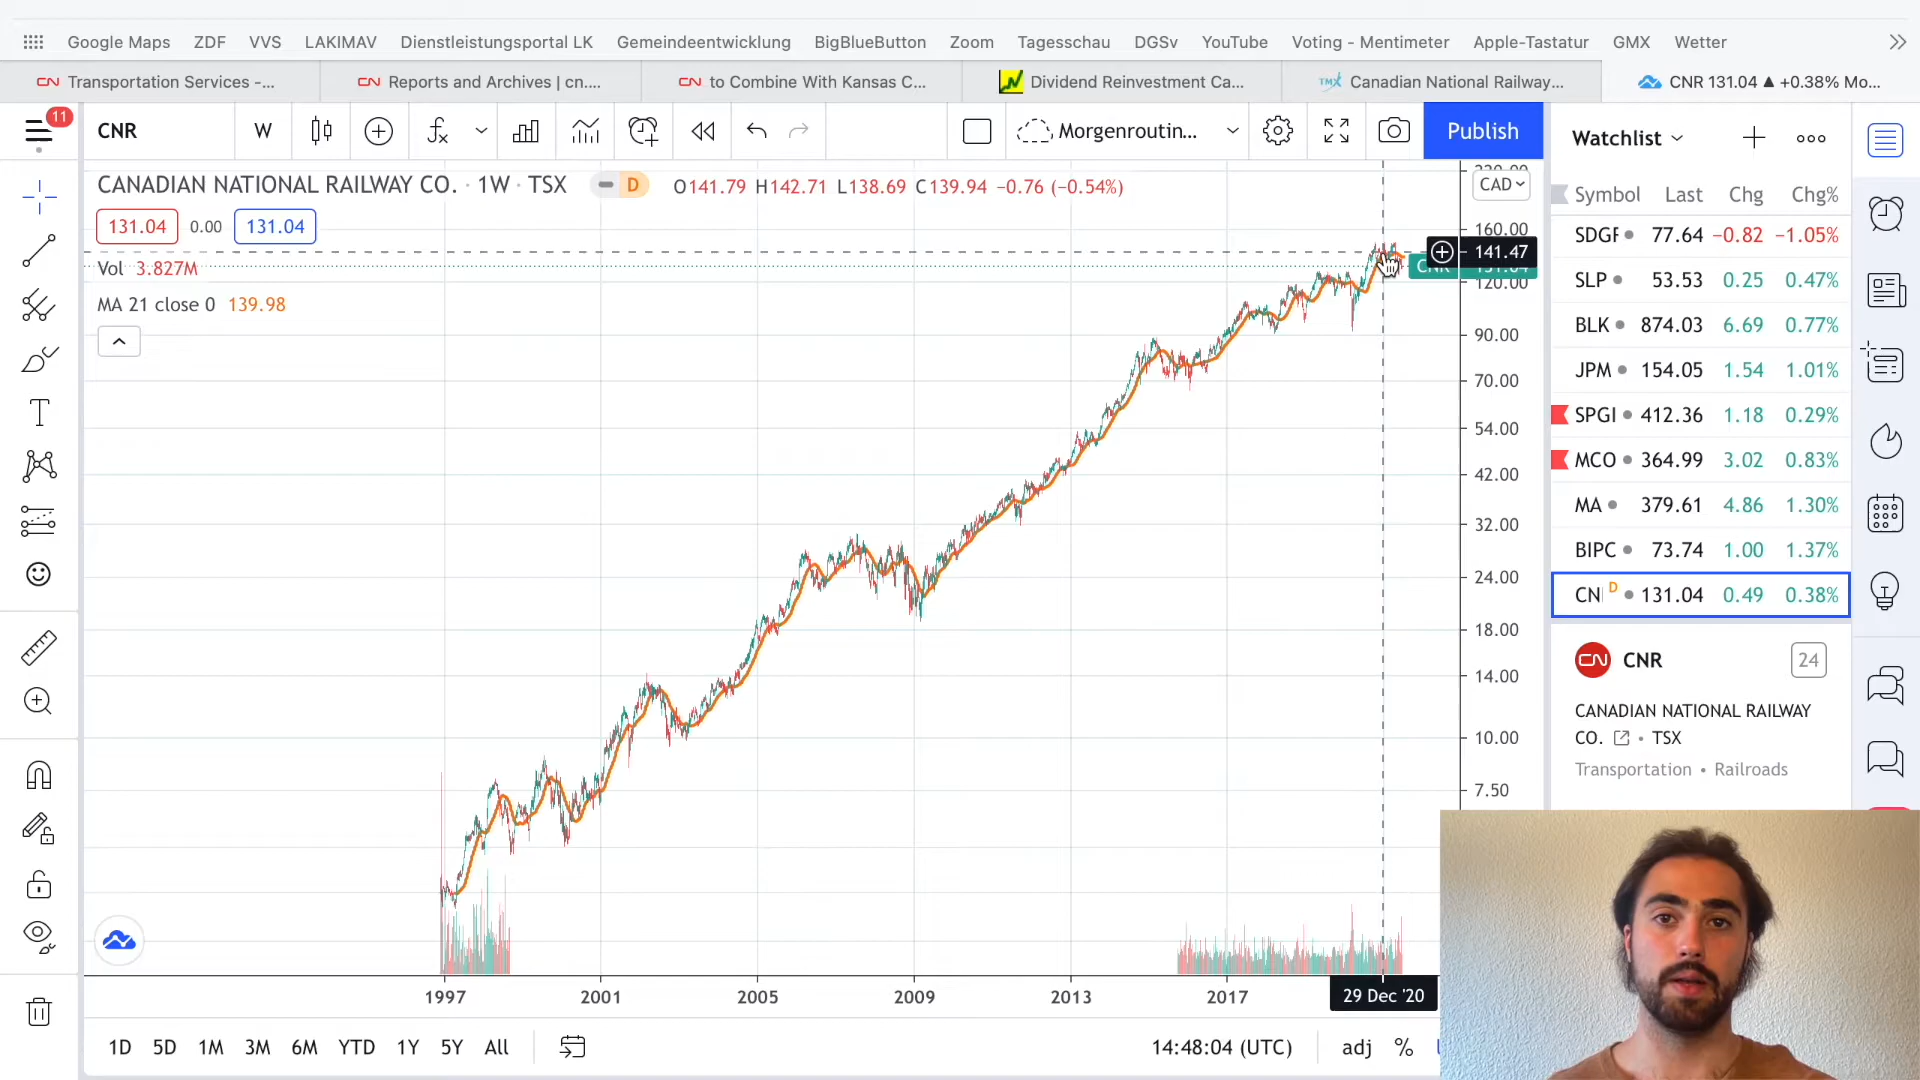 Google Maps ZDF VVS LAKIMAV Dienstleistungsportal LK Gemeindeentwicklung BigBlueButton Zoom Tagesschau DGSv YouTube Voting - Mentimeter Apple-Tastatur GMX Wetter
CN Transportation Services -... CN Reports and Archives | cn.... CN to Combine With Kansas C... Dividend Reinvestment Ca... TMX Canadian National Railway... CNR 131.04 ▲ +0.38% Mo...
11 CNR W Morgenroutin... Publish
Watchlist
CANADIAN NATIONAL RAILWAY CO. · 1W · TSX D O141.79 H142.71 L138.69 C139.94 −0.76 (−0.54%)
CAD
131.04 0.00 131.04
Vol 3.827M
MA 21 close 0 139.98
160.00
141.47
120.00
90.00
70.00
54.00
42.00
32.00
24.00
18.00
14.00
10.00
7.50
Symbol Last Chg Chg%
SDGF 77.64 −0.82 −1.05%
SLP 53.53 0.25 0.47%
BLK 874.03 6.69 0.77%
JPM 154.05 1.54 1.01%
SPGI 412.36 1.18 0.29%
MCO 364.99 3.02 0.83%
MA 379.61 4.86 1.30%
BIPC 73.74 1.00 1.37%
CN D 131.04 0.49 0.38%
CN CNR 24
CANADIAN NATIONAL RAILWAY
CO. • TSX
Transportation • Railroads
1997 2001 2005 2009 2013 2017 29 Dec '20
1D 5D 1M 3M 6M YTD 1Y 5Y All 14:48:04 (UTC) adj %